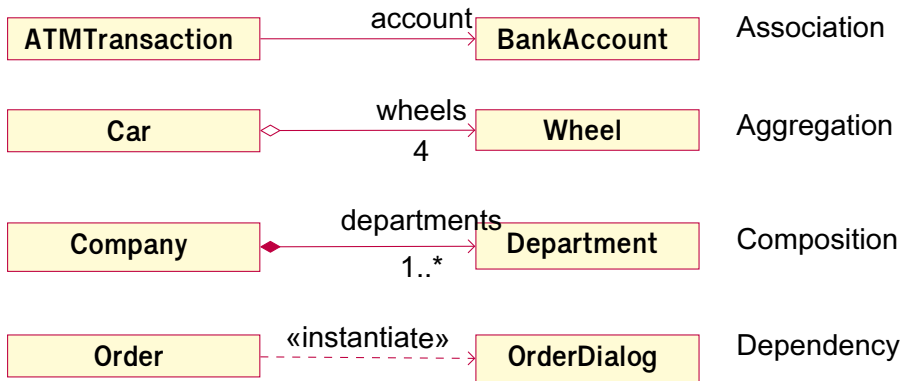 ATMTransaction account BankAccount Association
Car wheels 4 Wheel Aggregation
Company departments 1..* Department Composition
Order «instantiate» OrderDialog Dependency